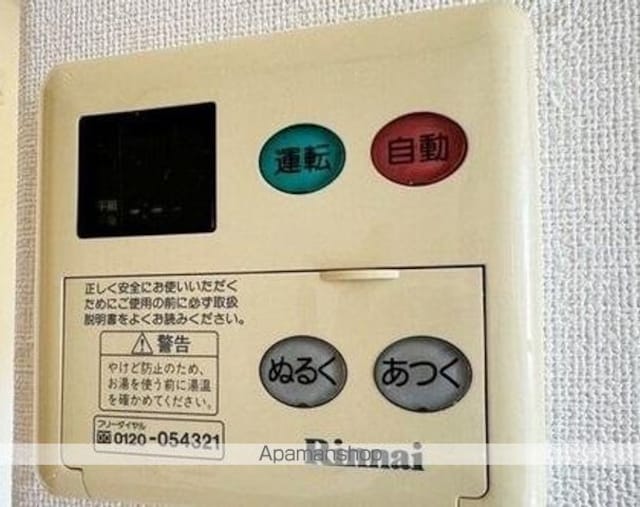 運転
自動
正しく安全にお使いいただく
ためにご使用の前に必ず取扱
説明書をよくお読みください。
警告
やけど防止のため、
お湯を使う前に湯温
を確かめてください。
フリーダイヤル
0120-054321
ぬるく
あつく
Rinnai
Apamanshop